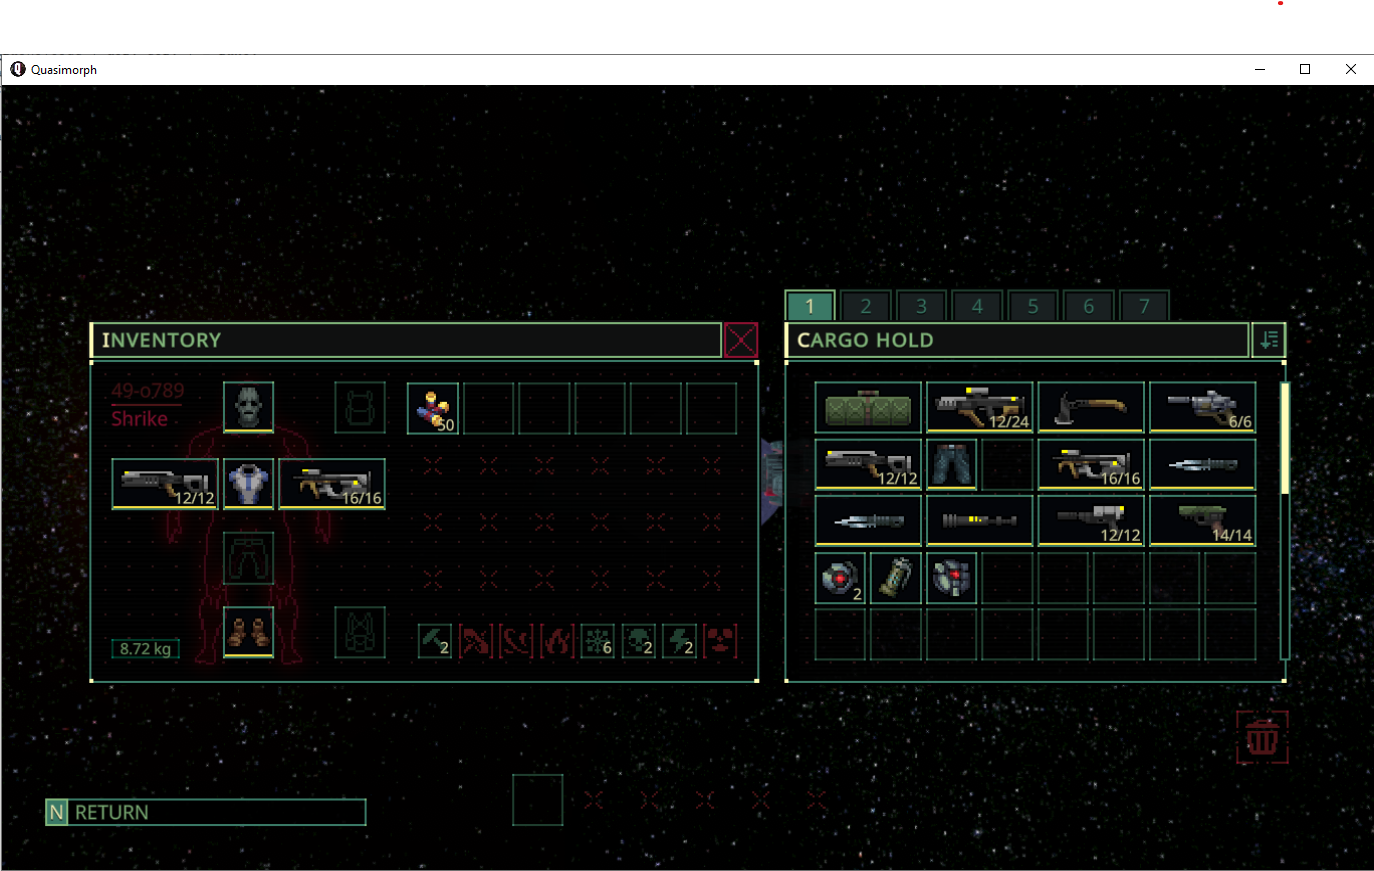 Quasimorph
1 2 3 4 5 6 7
INVENTORY
CARGO HOLD
49-o789
Shrike
50
12/12
16/16
8.72 kg
2
6
2
2
12/24
6/6
12/12
16/16
12/12
14/14
2
N RETURN